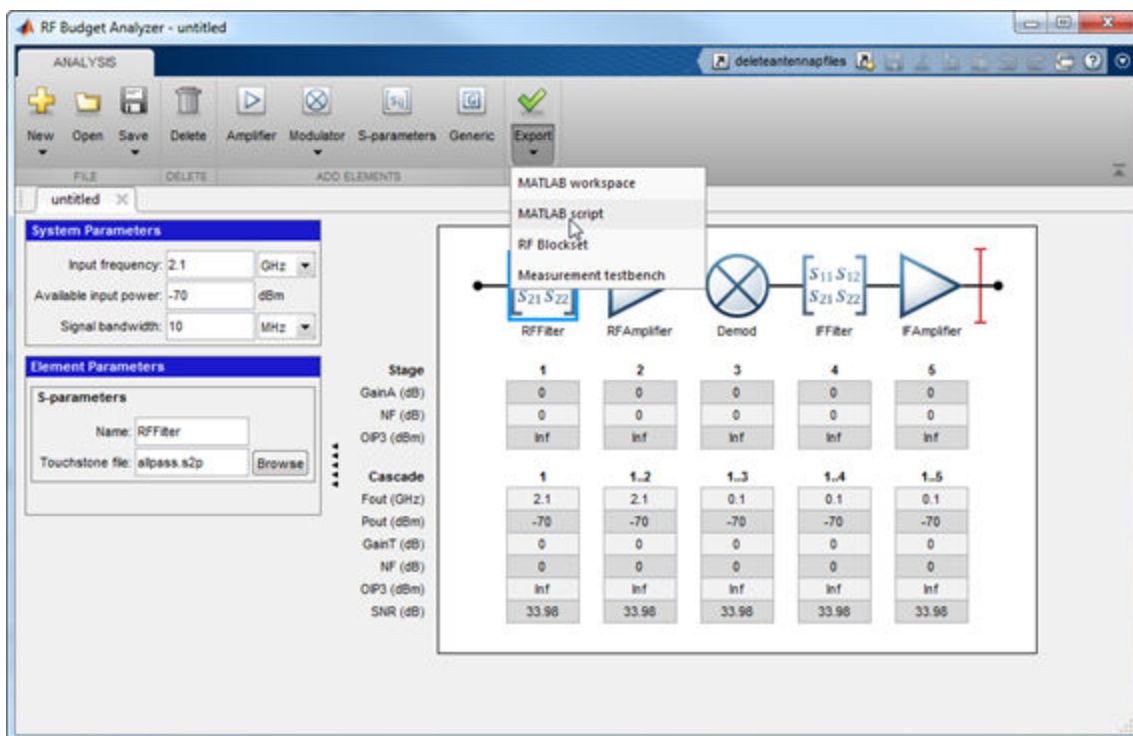 RF Budget Analyzer - untitled
ANALYSIS
deleteantennapfiles
New Open Save Delete Amplifier Modulator S-parameters Generic Export
FILE DELETE ADD ELEMENTS
MATLAB workspace
MATLAB script
RF Blockset
Measurement testbench
untitled
System Parameters
Input frequency: 2.1 GHz
Available input power: -70 dBm
Signal bandwidth: 10 MHz
Element Parameters
S-parameters
Name: RFFilter
Touchstone file: allpass.s2p Browse
S11 S12
S21 S22 S21 S22
RFFilter RFAmplifier Demod IFFilter IFAmplifier
Stage 1 2 3 4 5
GainA (dB) 0 0 0 0 0
NF (dB) 0 0 0 0 0
OIP3 (dBm) Inf Inf Inf Inf Inf
Cascade 1 1..2 1..3 1..4 1..5
Fout (GHz) 2.1 2.1 0.1 0.1 0.1
Pout (dBm) -70 -70 -70 -70 -70
GainT (dB) 0 0 0 0 0
NF (dB) 0 0 0 0 0
OIP3 (dBm) Inf Inf Inf Inf Inf
SNR (dB) 33.98 33.98 33.98 33.98 33.98